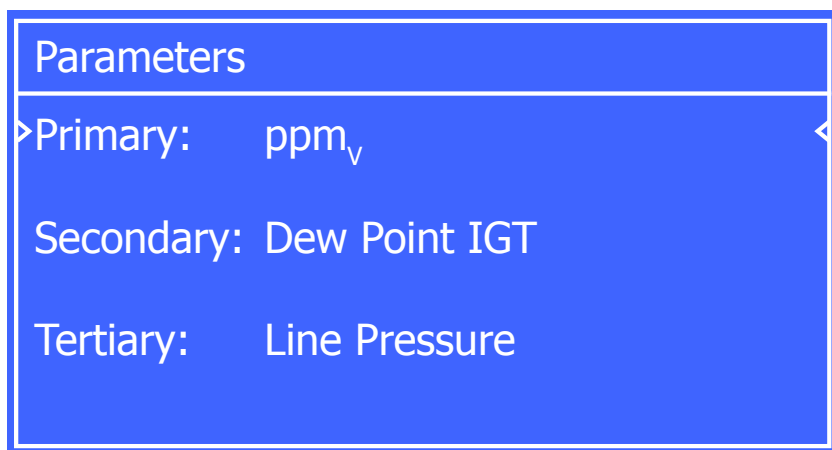 Parameters
Primary: ppmᵥ
Secondary: Dew Point IGT
Tertiary: Line Pressure